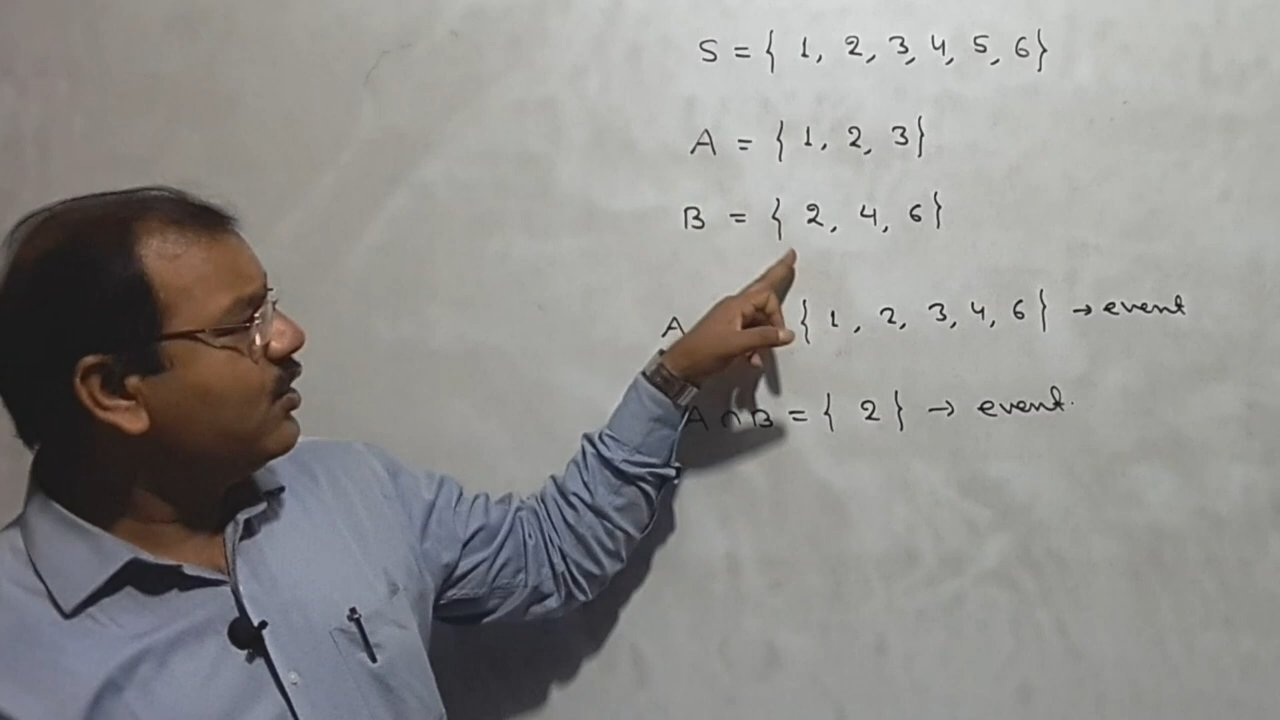 S = { 1, 2, 3, 4, 5, 6}
A = { 1, 2, 3}
B = { 2, 4, 6}
A { 1, 2, 3, 4, 6} → event
A ∩ B = { 2 } → event.